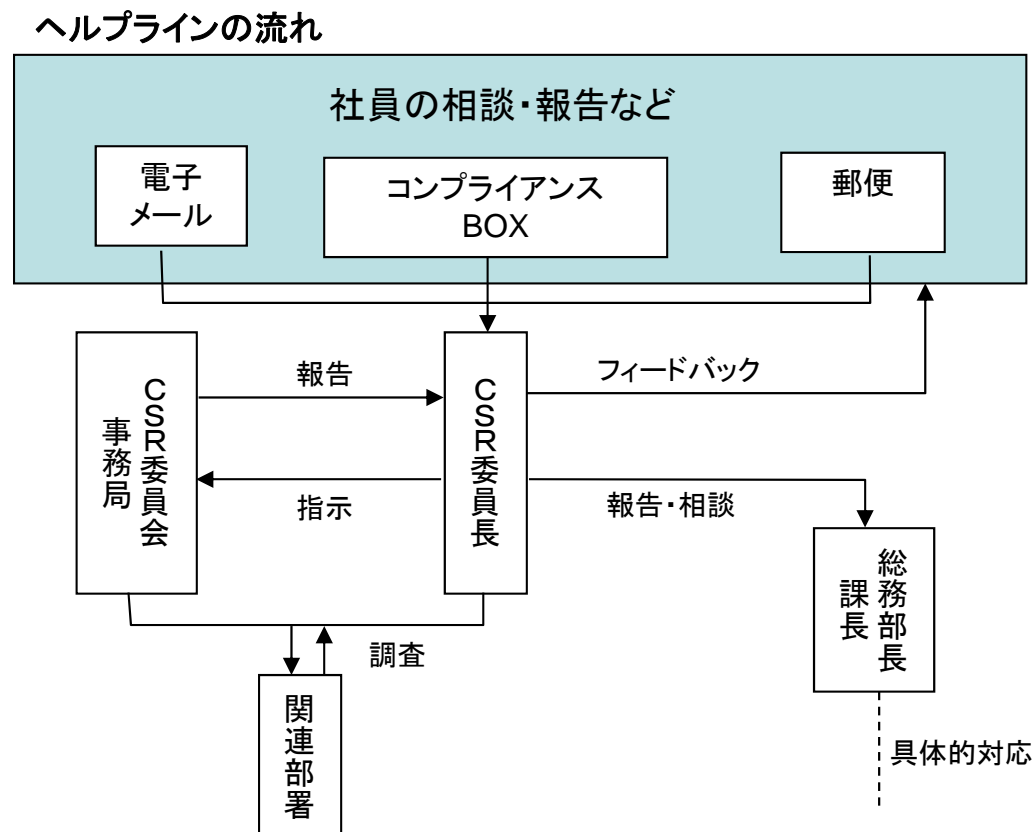 ヘルプラインの流れ
社員の相談・報告など
電子
メール
コンプライアンス
BOX
郵便
報告
フィードバック
CSR委員会
事務局
CSR委員長
指示
報告・相談
総務部長
課長
調査
関連部署
具体的対応